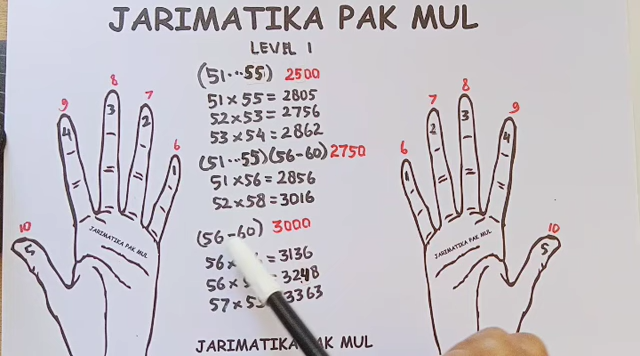 JARIMATIKA PAK MUL
LEVEL 1
(51...55) 2500
51 x 55 = 2805
52 x 53 = 2756
53 x 54 = 2862
(51...55)(56-60) 2750
51 x 56 = 2856
52 x 58 = 3016
(56-60) 3000
56 x = 3136
56 x = 3248
57 x = 3363
9
8
7
6
10
4
3
2
1
JARIMATIKA PAK MUL
8
7
9
6
10
3
2
4
1
5
JARIMATIKA PAK MUL
JARIMATIKA PAK MUL